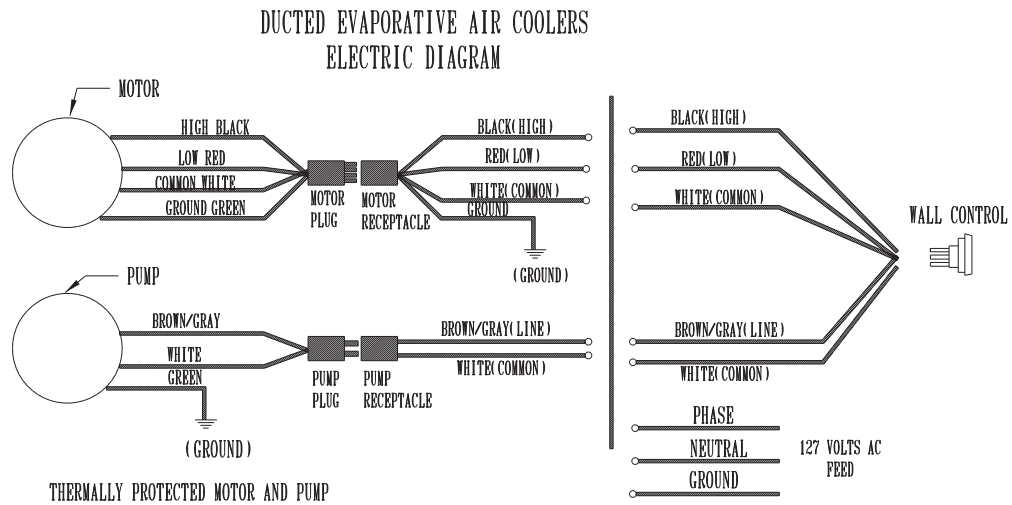 DUCTED EVAPORATIVE AIR COOLERS
ELECTRIC DIAGRAM
MOTOR
HIGH BLACK
LOW RED
COMMON WHITE
GROUND GREEN
MOTOR
PLUG
MOTOR
RECEPTACLE
BLACK(HIGH)
RED(LOW)
WHITE(COMMON)
GROUND
(GROUND)
BLACK(HIGH)
RED(LOW)
WHITE(COMMON)
WALL CONTROL
PUMP
BROWN/GRAY
WHITE
GREEN
(GROUND)
PUMP
PLUG
PUMP
RECEPTACLE
BROWN/GRAY(LINE)
WHITE(COMMON)
BROWN/GRAY(LINE)
WHITE(COMMON)
PHASE
NEUTRAL
GROUND
127 VOLTS AC
FEED
THERMALLY PROTECTED MOTOR AND PUMP